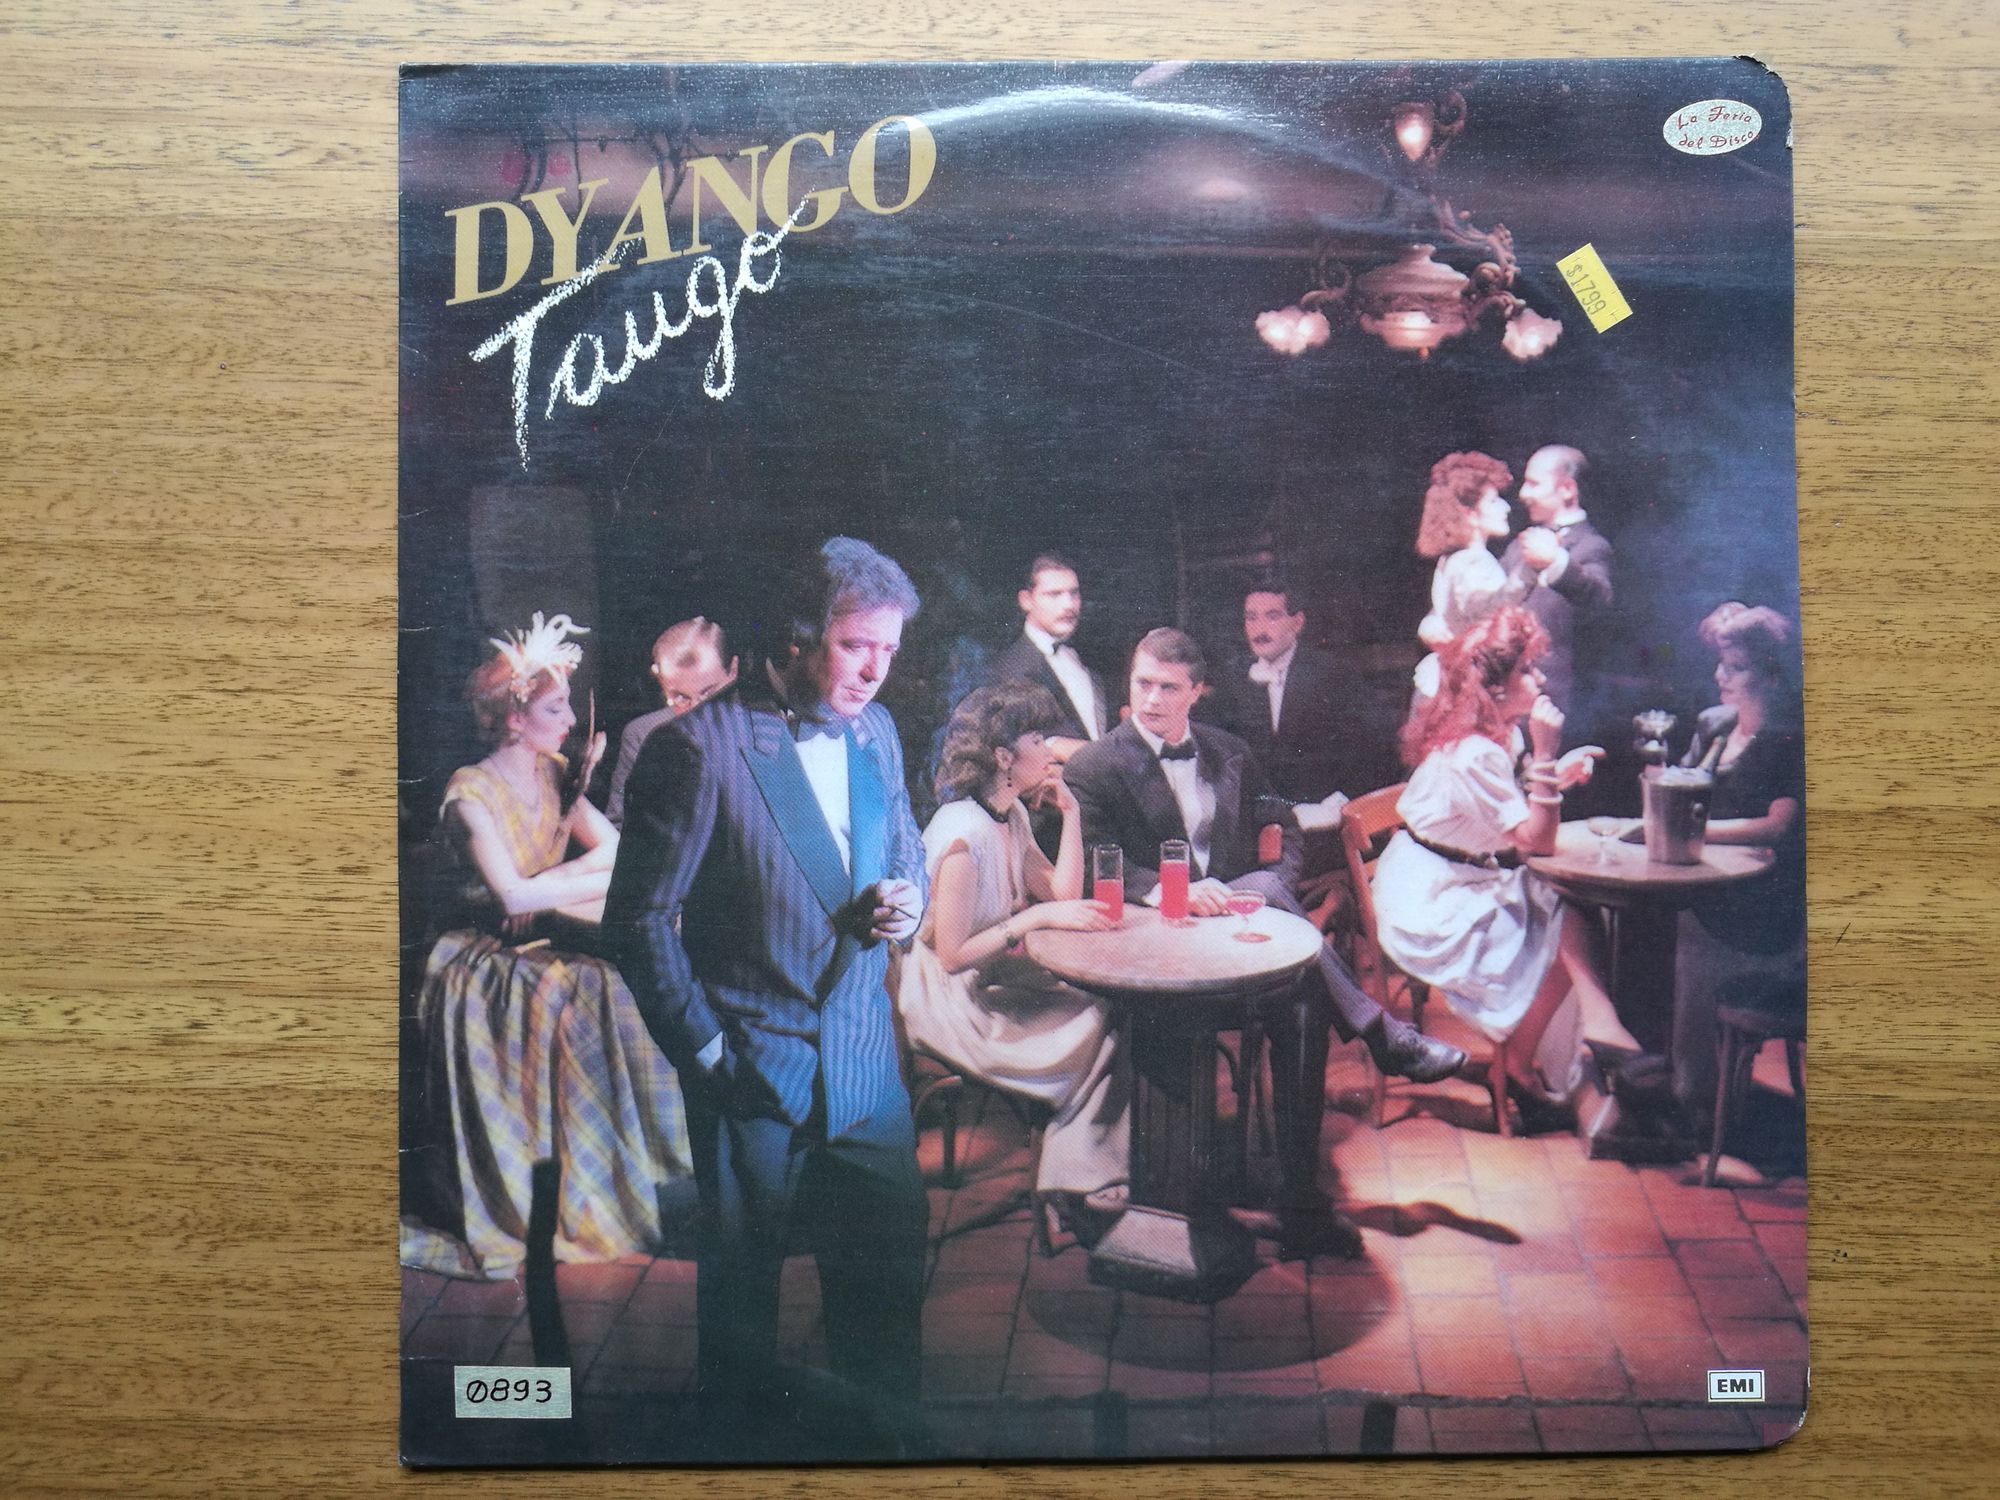 DYANGO
Tango
La Feria
del Disco
$1799
0893
EMI